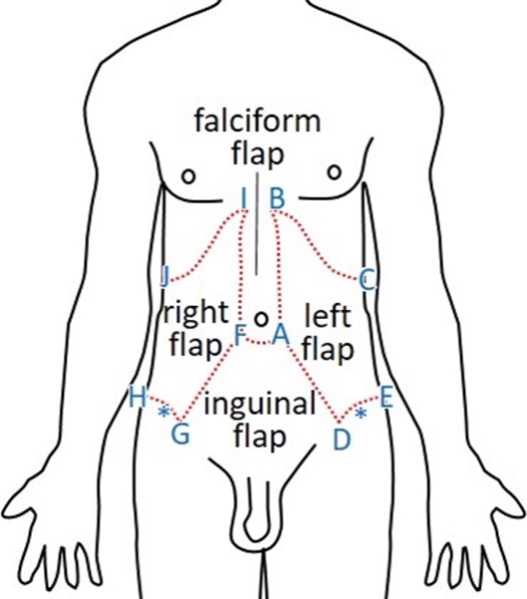 falciform
flap
I B
J C
right left
flap flap
F A
H E
* *
inguinal
flap
G D